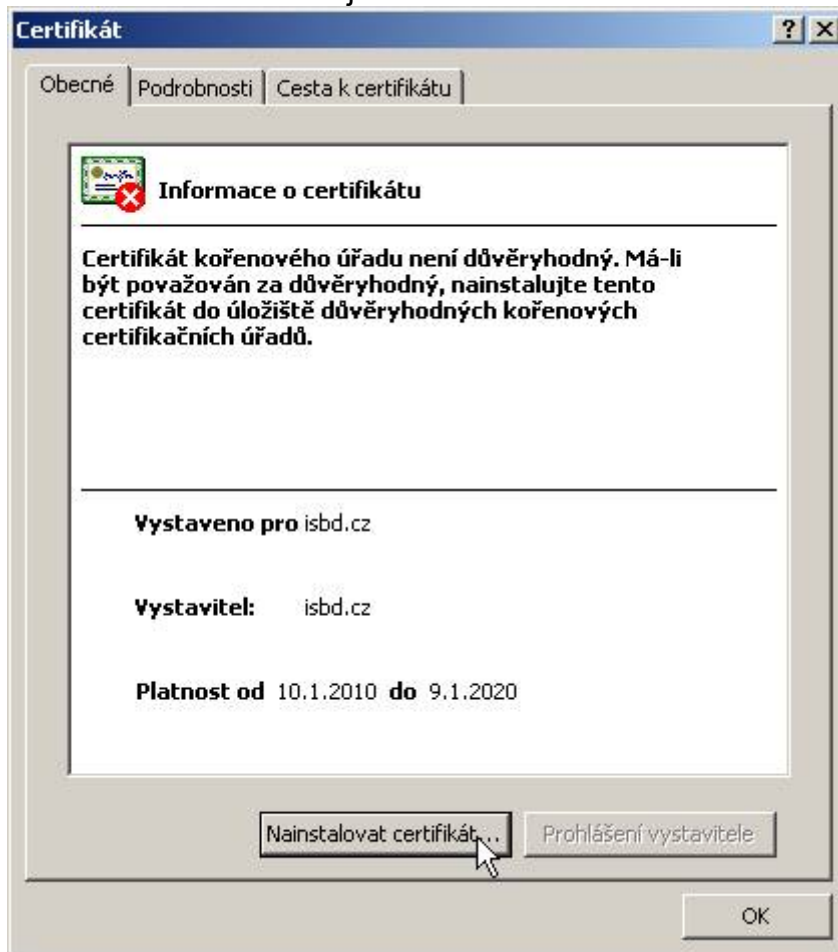 Certifikát
Obecné
Podrobnosti
Cesta k certifikátu
Informace o certifikátu
Certifikát kořenového úřadu není důvěryhodný. Má-li
být považován za důvěryhodný, nainstalujte tento
certifikát do úložiště důvěryhodných kořenových
certifikačních úřadů.
Vystaveno pro isbd.cz
Vystavitel: isbd.cz
Platnost od 10.1.2010 do 9.1.2020
Nainstalovat certifikát...
Prohlášení vystavitele
OK